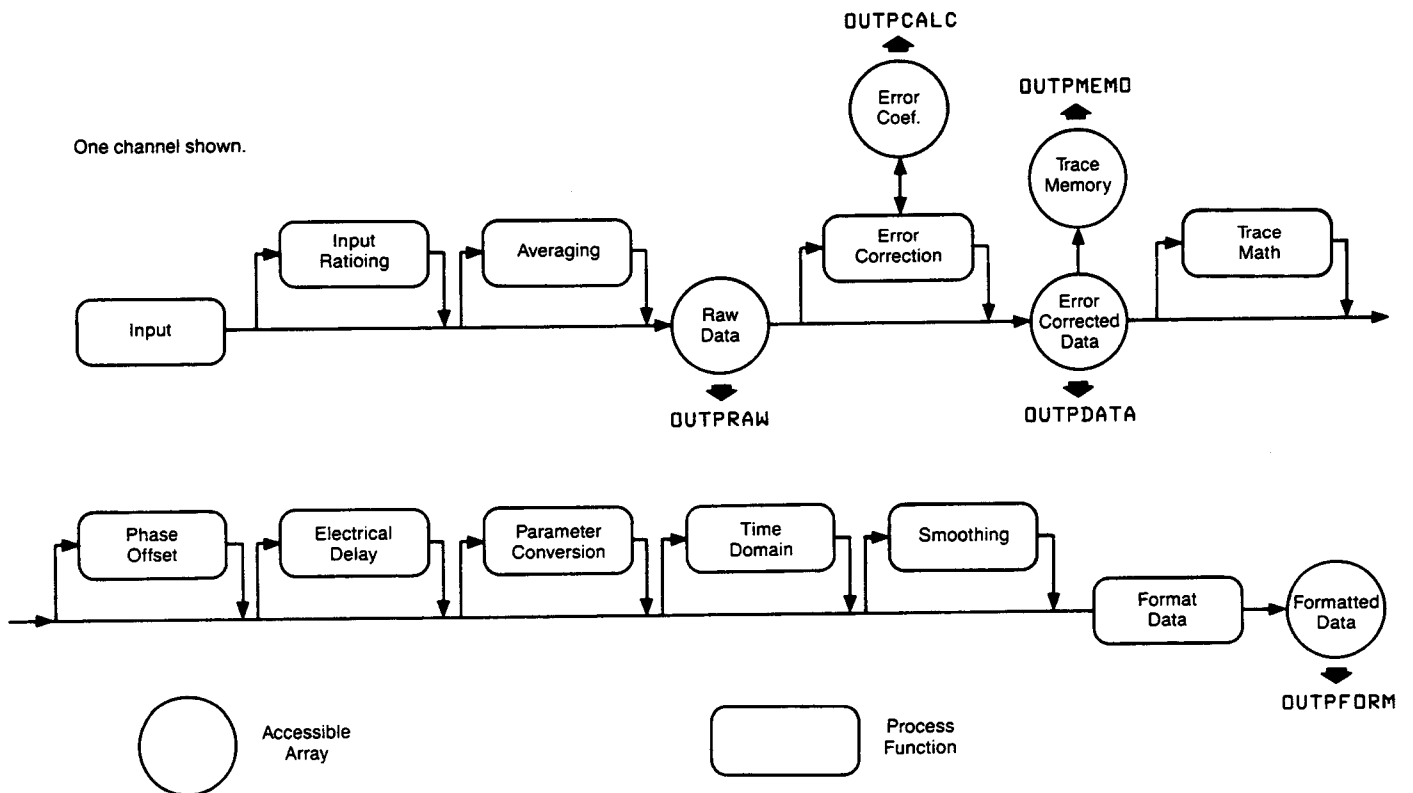 OUTPCALC
Error
Coef.
OUTPMEMO
One channel shown.
Trace
Memory
Input
Ratioing
Averaging
Error
Correction
Trace
Math
Input
Raw
Data
Error
Corrected
Data
OUTPRAW
OUTPDATA
Phase
Offset
Electrical
Delay
Parameter
Conversion
Time
Domain
Smoothing
Format
Data
Formatted
Data
OUTPFORM
Accessible
Array
Process
Function